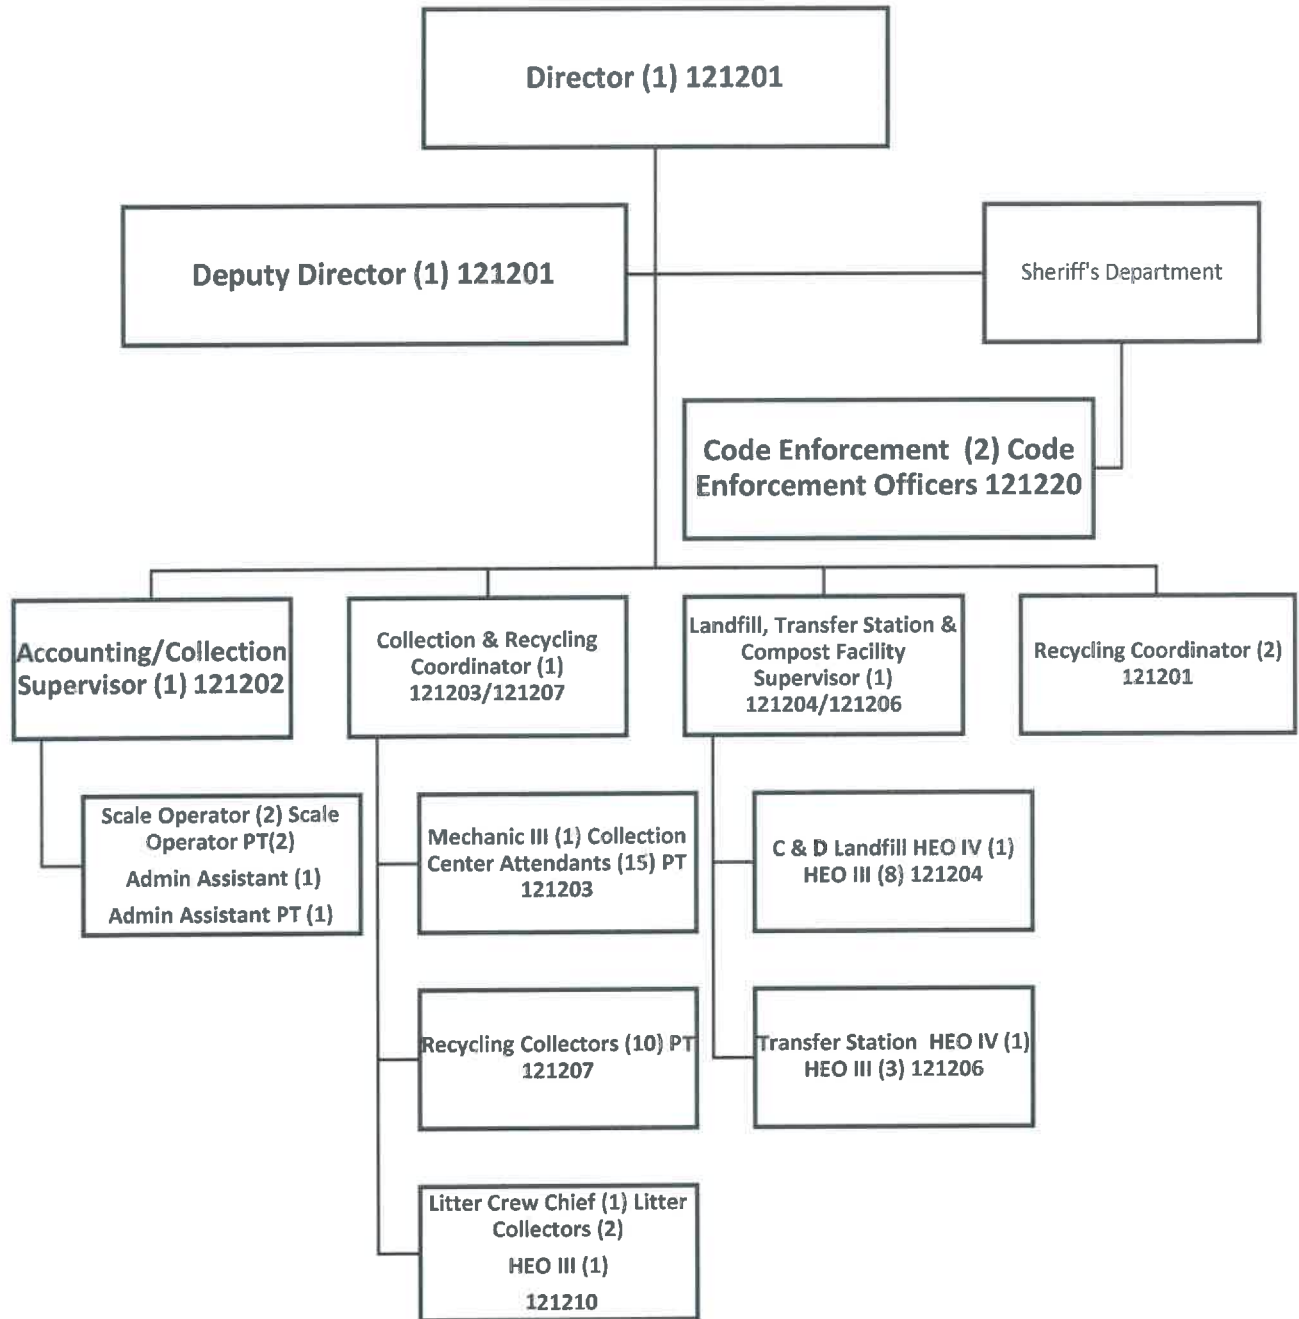 Director (1) 121201
Deputy Director (1) 121201
Sheriff's Department
Code Enforcement (2) Code
Enforcement Officers 121220
Accounting/Collection
Supervisor (1) 121202
Collection & Recycling
Coordinator (1)
121203/121207
Landfill, Transfer Station &
Compost Facility
Supervisor (1)
121204/121206
Recycling Coordinator (2)
121201
Scale Operator (2) Scale
Operator PT(2)
Admin Assistant (1)
Admin Assistant PT (1)
Mechanic III (1) Collection
Center Attendants (15) PT
121203
C & D Landfill HEO IV (1)
HEO III (8) 121204
Recycling Collectors (10) PT
121207
Transfer Station HEO IV (1)
HEO III (3) 121206
Litter Crew Chief (1) Litter
Collectors (2)
HEO III (1)
121210